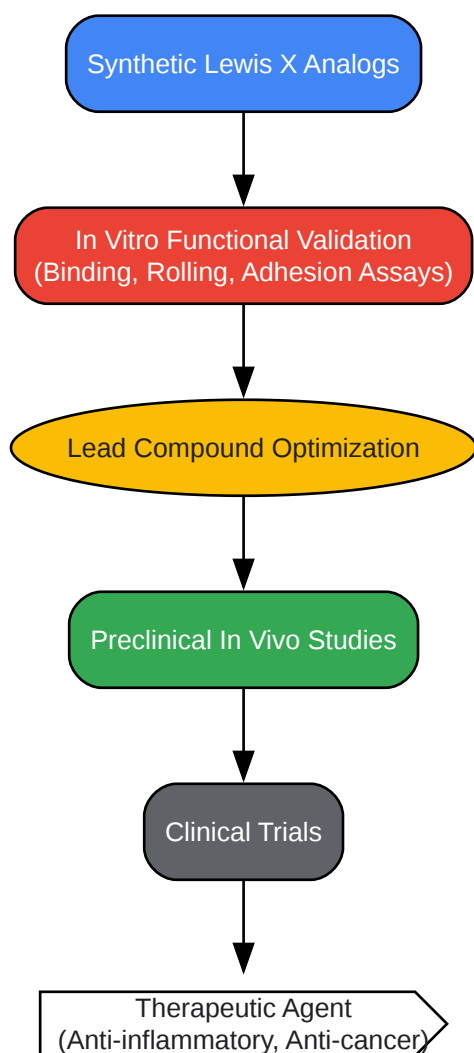 Synthetic Lewis X Analogs
In Vitro Functional Validation
(Binding, Rolling, Adhesion Assays)
Lead Compound Optimization
Preclinical In Vivo Studies
Clinical Trials
Therapeutic Agent
(Anti-inflammatory, Anti-cancer)